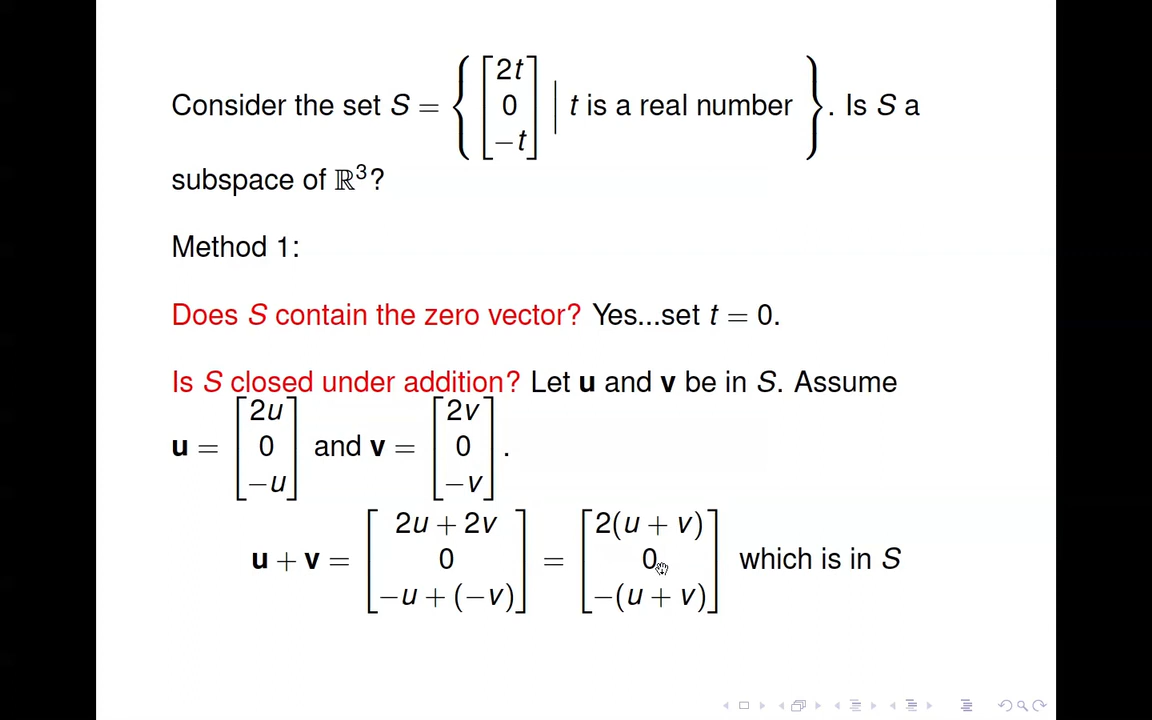 Consider the set S = { [2t 0 −t] | t is a real number }. Is S a
subspace of ℝ³?
Method 1:
Does S contain the zero vector? Yes...set t = 0.
Is S closed under addition? Let u and v be in S. Assume
u = [2u 0 −u] and v = [2v 0 −v].
u + v = [2u + 2v 0 −u + (−v)] = [2(u + v) 0 −(u + v)] which is in S